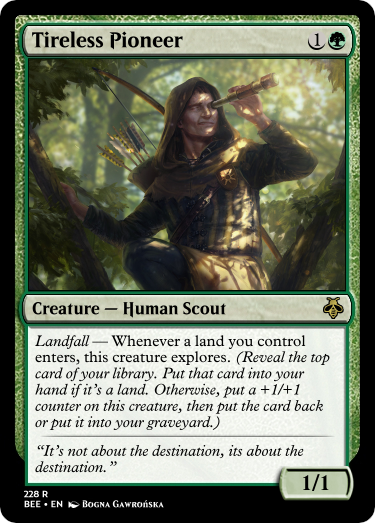 Tireless Pioneer 1
Creature — Human Scout
Landfall — Whenever a land you control
enters, this creature explores. (Reveal the top
card of your library. Put that card into your
hand if it's a land. Otherwise, put a +1/+1
counter on this creature, then put the card back
or put it into your graveyard.)
“It's not about the destination, its about the
destination.”
1/1
228 R
BEE • EN Bogna Gawrońska